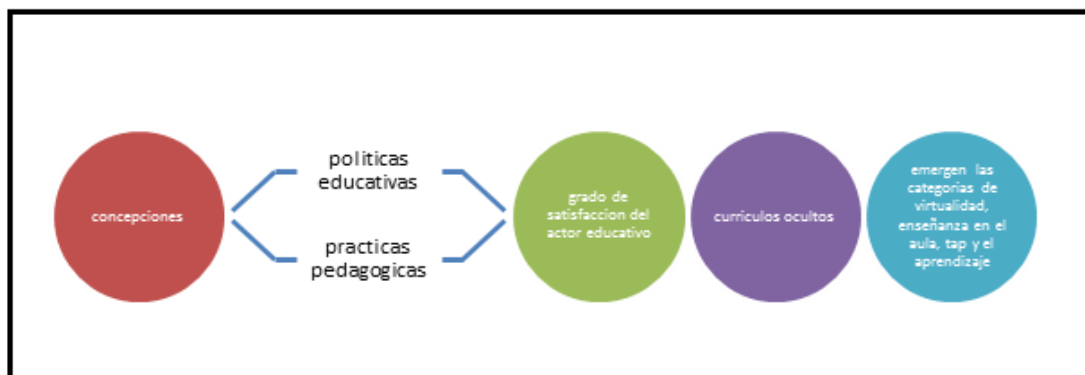 concepciones
politicas
educativas
practicas
pedagogicas
grado de
satisfaccion del
actor educativo
curriculos ocultos
emergen las
categorias de
virtualidad,
enseñanza en el
aula, tap y el
aprendizaje